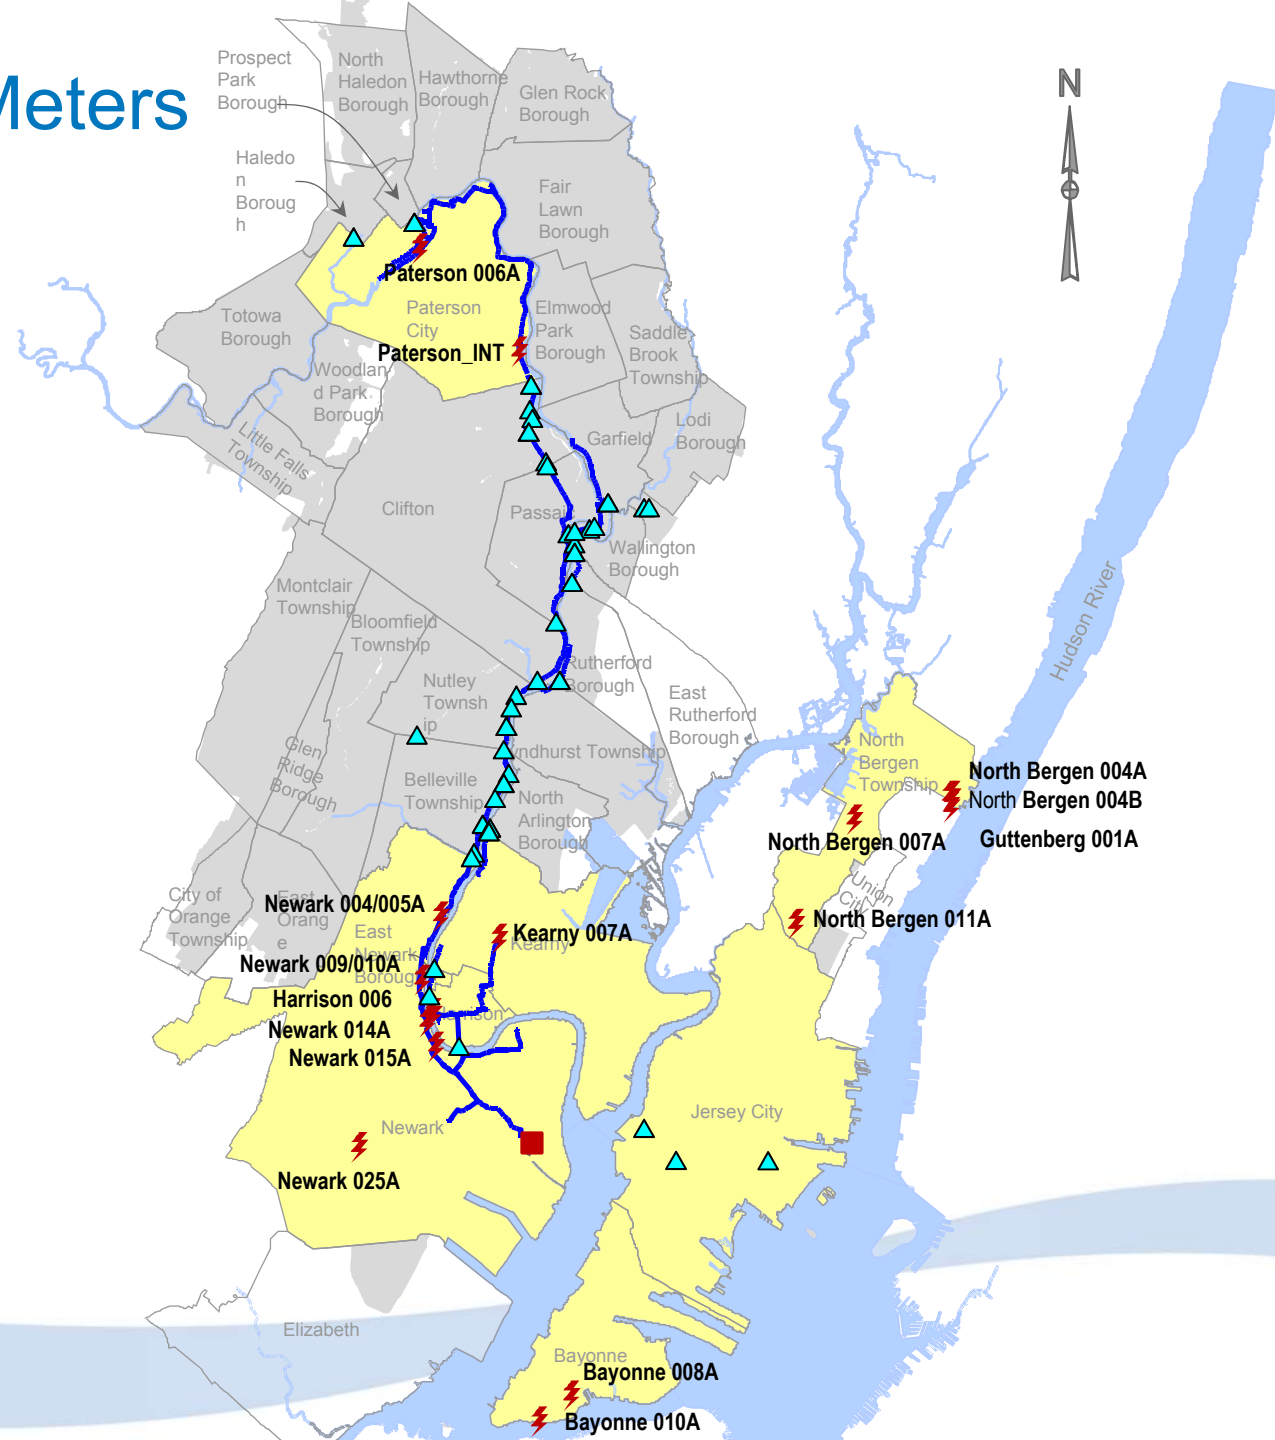 Meters
Prospect
Park
Borough
North
Haledon
Borough
Hawthorne
Borough
Glen Rock
Borough
N
Haledo
n
Boroug
h
Fair
Lawn
Borough
Paterson 006A
Totowa
Borough
Paterson
City
Elmwood
Park
Borough
Saddle
Brook
Township
Paterson_INT
Woodlan
d Park
Borough
Little Falls
Township
Garfield
Lodi
Borough
Clifton
Passaic
Wallington
Borough
Hudson River
Montclair
Township
Bloomfield
Township
Rutherford
Borough
Nutley
Townsh
ip
East
Rutherford
Borough
Glen
Ridge
Borough
yndhurst Township
North
Bergen
Township
North Bergen 004A
North Bergen 004B
Belleville
Township
North
Arlington
Borough
North Bergen 007A
Guttenberg 001A
Union
City
City of
Orange
Township
East
Orang
e
Newark 004/005A
North Bergen 011A
East
Newark
Borough
Kearny 007A
Kearny
Newark 009/010A
Harrison 006
Harrison
Newark 014A
Newark 015A
Jersey City
Newark
Newark 025A
Elizabeth
Bayonne
Bayonne 008A
Bayonne 010A